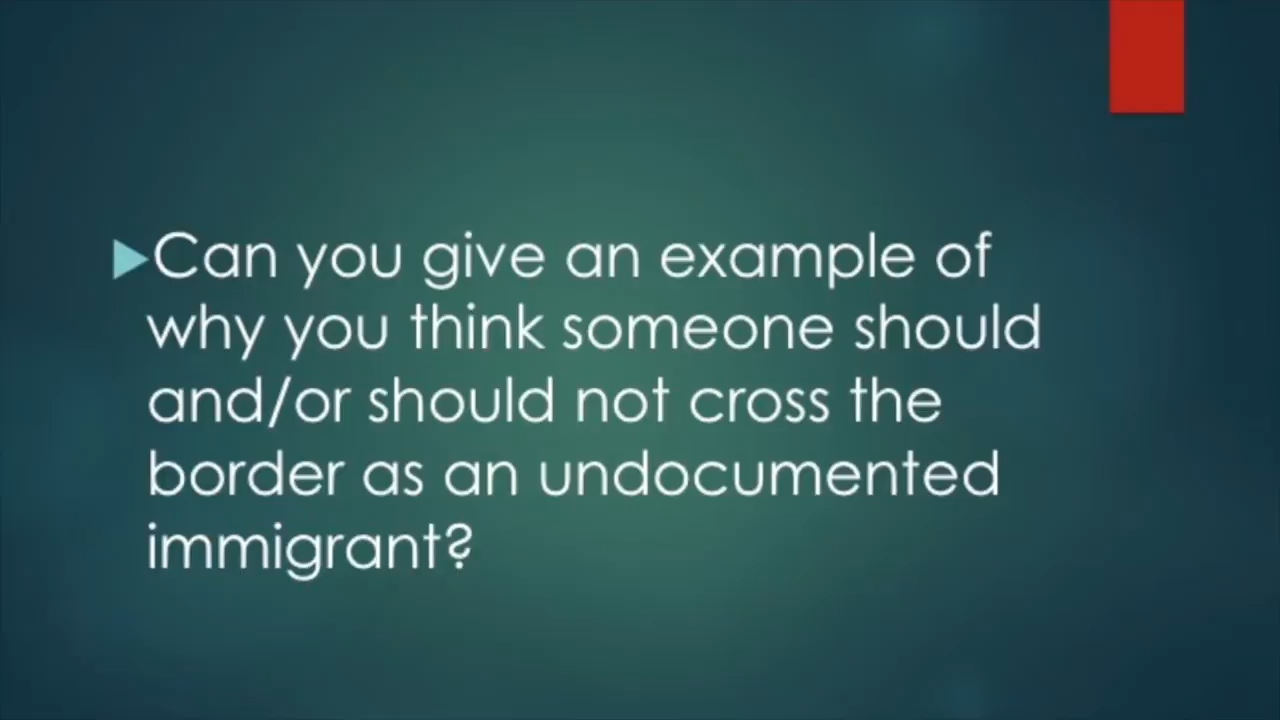 Can you give an example of
why you think someone should
and/or should not cross the
border as an undocumented
immigrant?